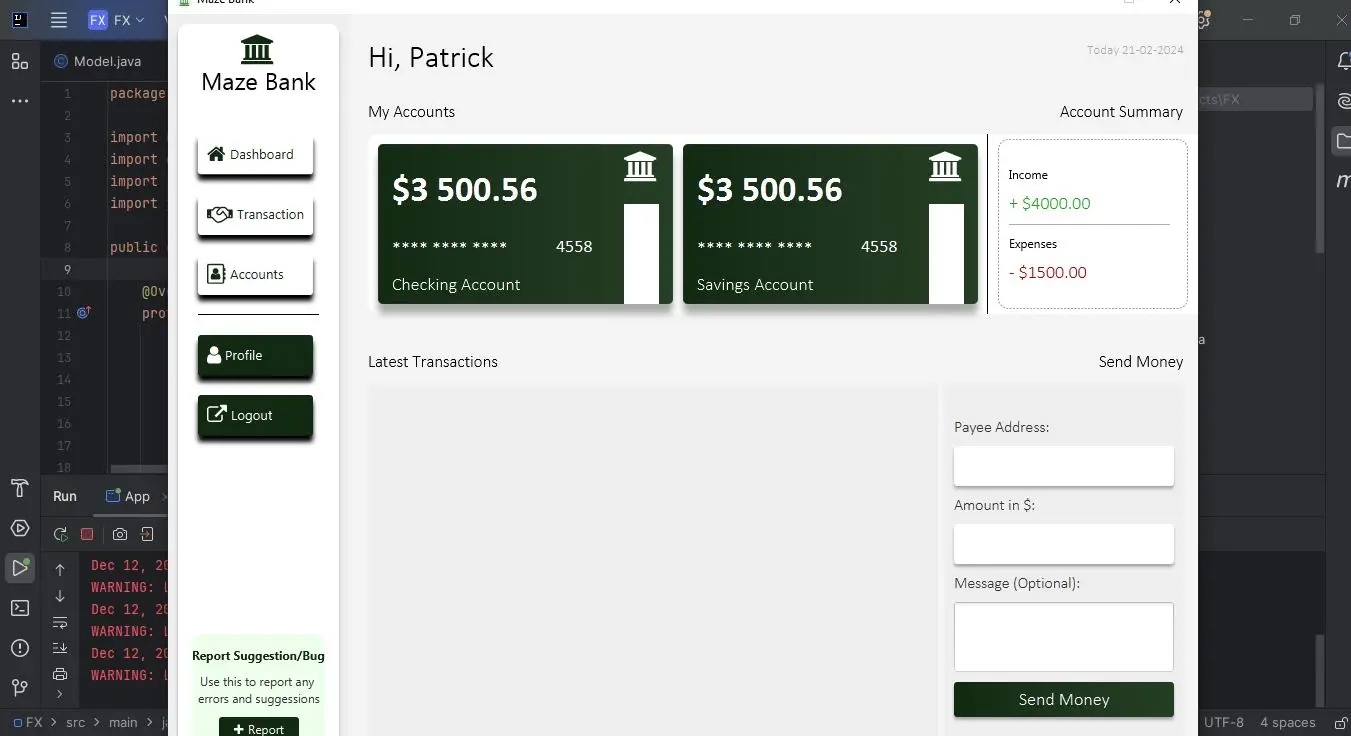 FX FX
Maze Bank
Model.java
1 package
2
3 import
4 import
5 import
6 import
7
8 public
9
10 @Ov
11 pro
12
13
14
15
16
17
18
Maze Bank
Dashboard
Transaction
Accounts
Profile
Logout
Report Suggestion/Bug
Use this to report any
errors and suggessions
Report
Hi, Patrick
Today 21-02-2024
My Accounts
Account Summary
$3 500.56
**** **** **** 4558
Checking Account
$3 500.56
**** **** **** 4558
Savings Account
Income
+ $4000.00
Expenses
- $1500.00
Latest Transactions
Send Money
Payee Address:
Amount in $:
Message (Optional):
Send Money
cts\FX
a
m
Run App
Dec 12, 20
WARNING: L
Dec 12, 20
WARNING: L
Dec 12, 20
WARNING: L
FX > src > main > ja
UTF-8 4 spaces